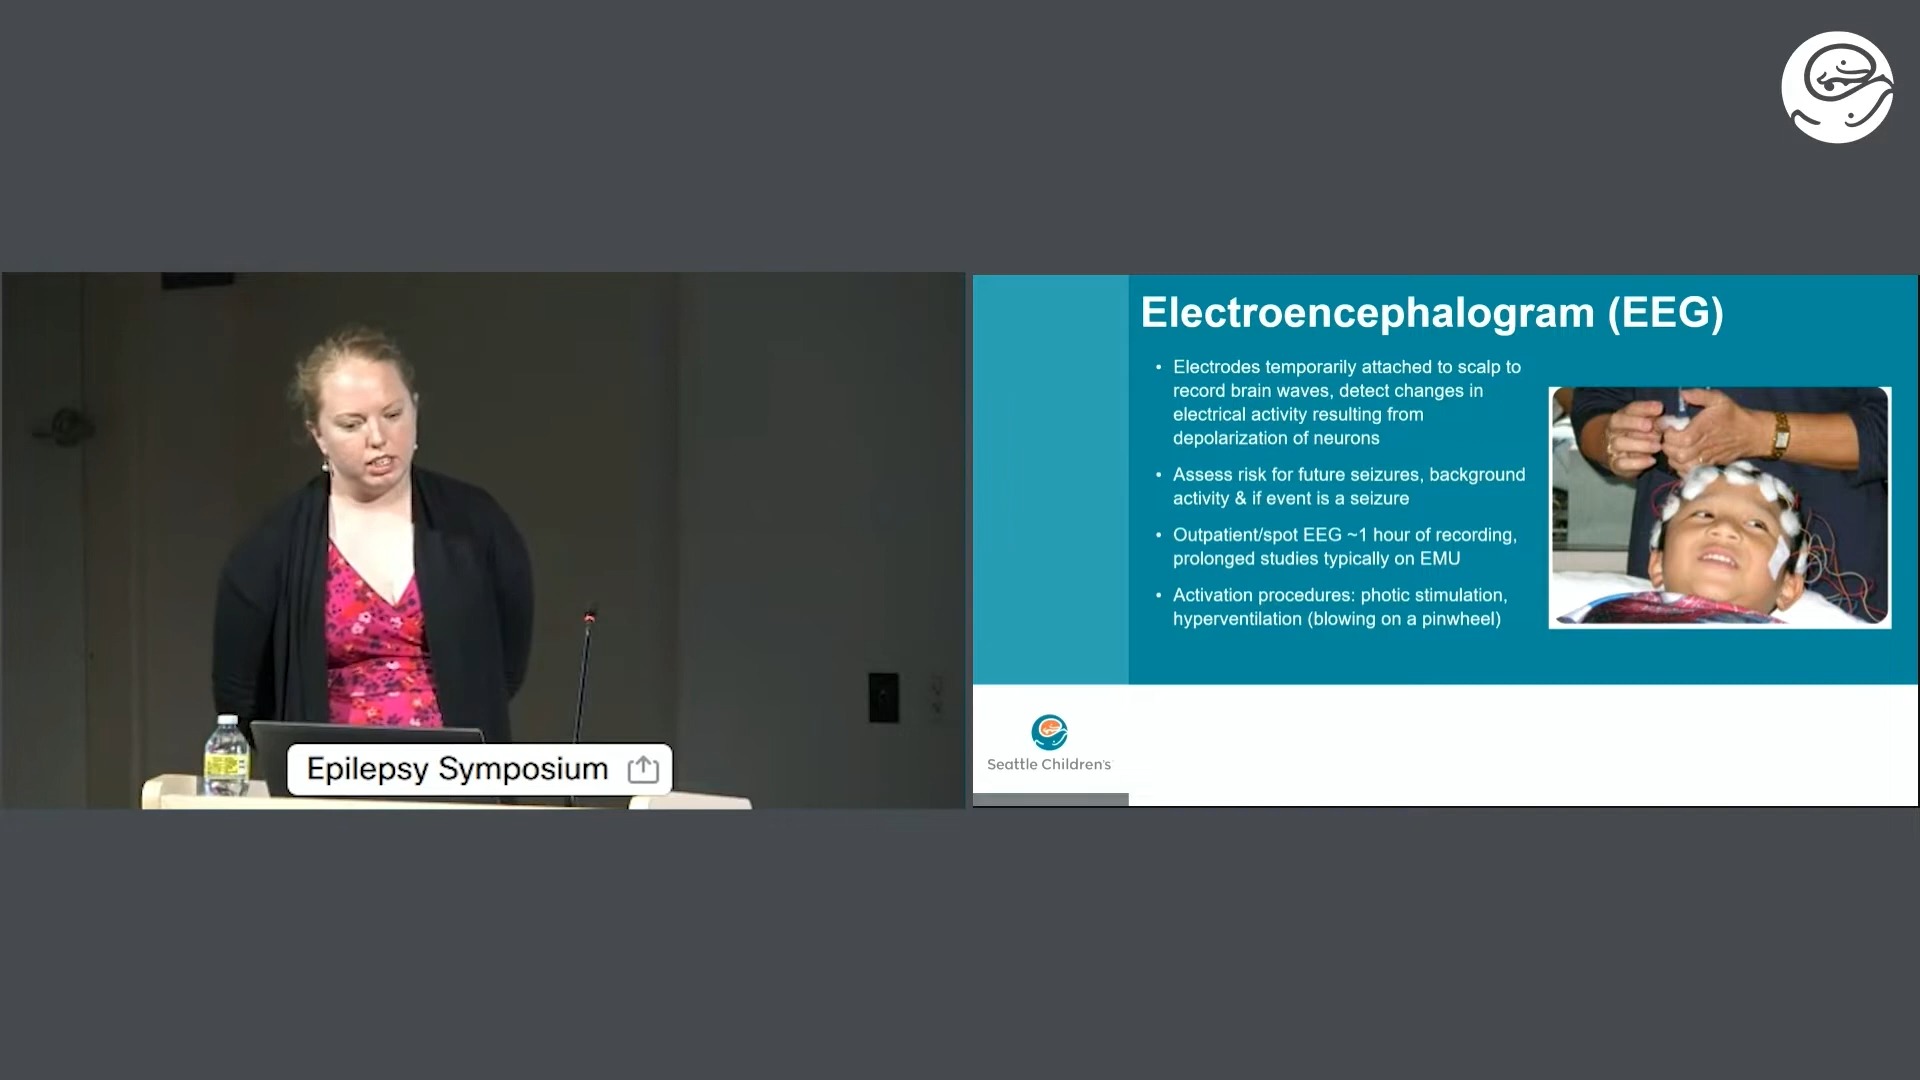 Epilepsy Symposium
Electroencephalogram (EEG)
• Electrodes temporarily attached to scalp to
record brain waves, detect changes in
electrical activity resulting from
depolarization of neurons
• Assess risk for future seizures, background
activity & if event is a seizure
• Outpatient/spot EEG ~1 hour of recording,
prolonged studies typically on EMU
• Activation procedures: photic stimulation,
hyperventilation (blowing on a pinwheel)
Seattle Children's